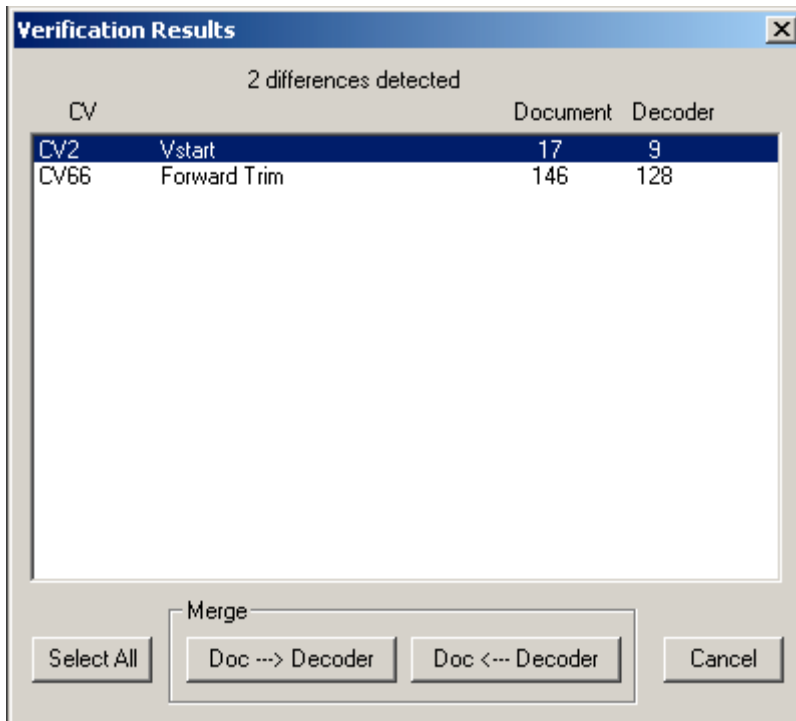 Verification Results
2 differences detected
CV Document Decoder
CV2 Vstart 17 9
CV66 Forward Trim 146 128
Merge
Select All Doc ---> Decoder Doc <--- Decoder Cancel